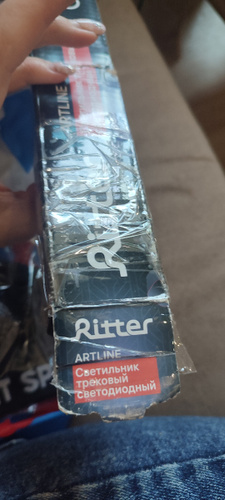 ARTLINE
Ritter
Ritter
ARTLINE
Светильник
трековый
светодиодный